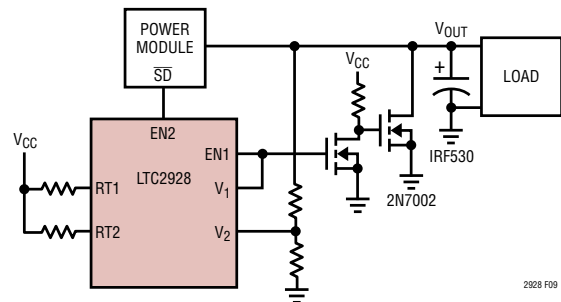 POWER
MODULE
SD
VOUT
VCC
+
LOAD
EN2
VCC
EN1
IRF530
RT1
LTC2928
V1
2N7002
RT2
V2
2928 F09